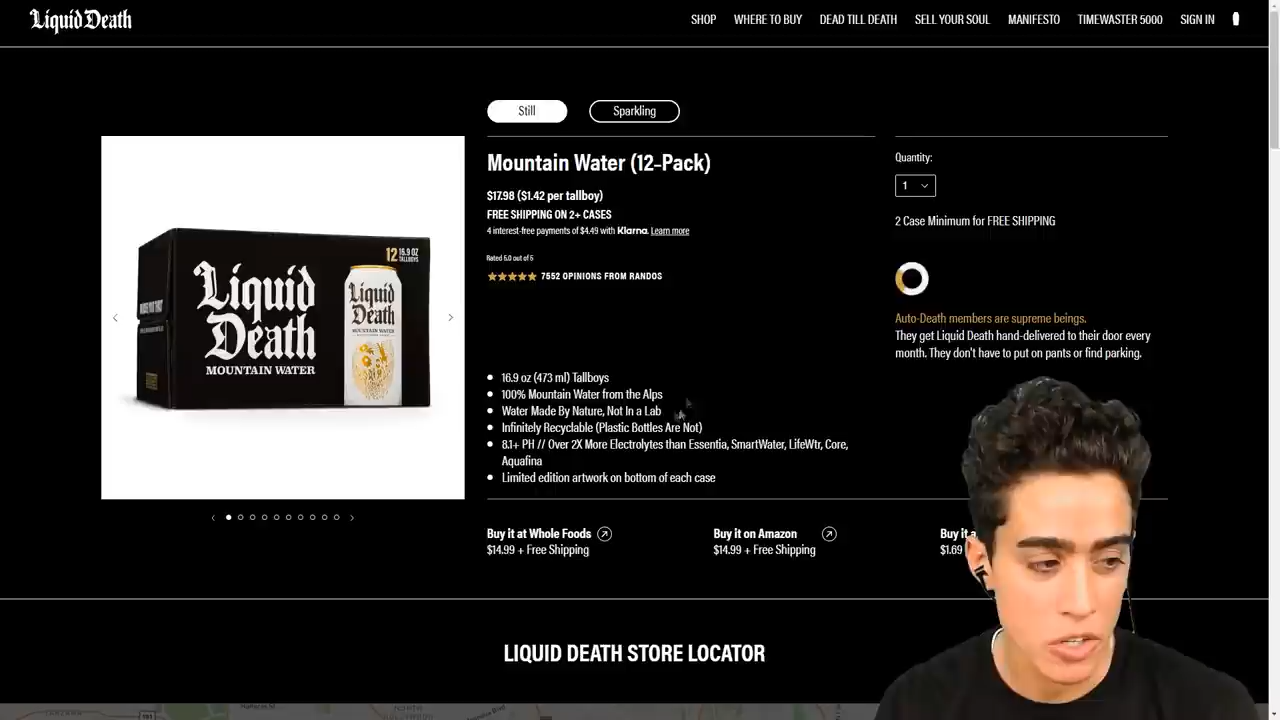 Liquid Death
SHOP
WHERE TO BUY
DEAD TILL DEATH
SELL YOUR SOUL
MANIFESTO
TIMEWASTER 5000
SIGN IN
Still
Sparkling
12 16.9 OZ
TALLBOYS
Liquid
Death
MOUNTAIN WATER
Liquid
Death
MOUNTAIN WATER
Mountain Water (12-Pack)
$17.98 ($1.42 per tallboy)
FREE SHIPPING ON 2+ CASES
4 interest-free payments of $4.49 with Klarna. Learn more
Rated 5.0 out of 5
7552 OPINIONS FROM RANDOS
16.9 oz (473 ml) Tallboys
100% Mountain Water from the Alps
Water Made By Nature, Not In a Lab
Infinitely Recyclable (Plastic Bottles Are Not)
8.1+ PH // Over 2X More Electrolytes than Essentia, SmartWater, LifeWtr, Core,
Aquafina
Limited edition artwork on bottom of each case
Quantity:
1
2 Case Minimum for FREE SHIPPING
Auto-Death members are supreme beings.
They get Liquid Death hand-delivered to their door every
month. They don't have to put on pants or find parking.
Buy it at Whole Foods
$14.99 + Free Shipping
Buy it on Amazon
$14.99 + Free Shipping
Buy it a
$1.69
LIQUID DEATH STORE LOCATOR